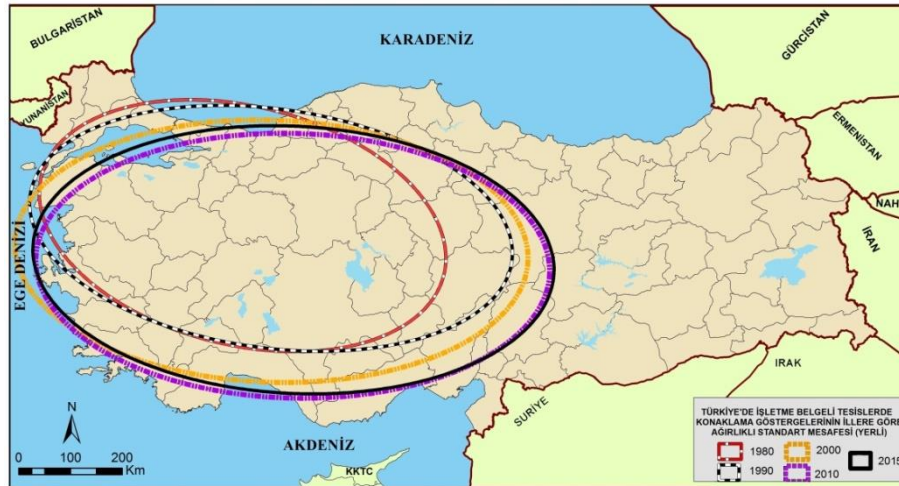 BULGARİSTAN
KARADENİZ
GÜRCİSTAN
YUNANİSTAN
ERMENİSTAN
NAH
İRAN
EGE DENİZİ
IRAK
SURİYE
AKDENİZ
KKTC
N
0 50 100 200
Km
TÜRKİYE'DE İŞLETME BELGELİ TESİSLERDE
KONAKLAMA GÖSTERGELERİNİN İLLERE GÖRE
AĞIRLIKLI STANDART MESAFESİ (YERLİ)
1980 2000 2015
1990 2010